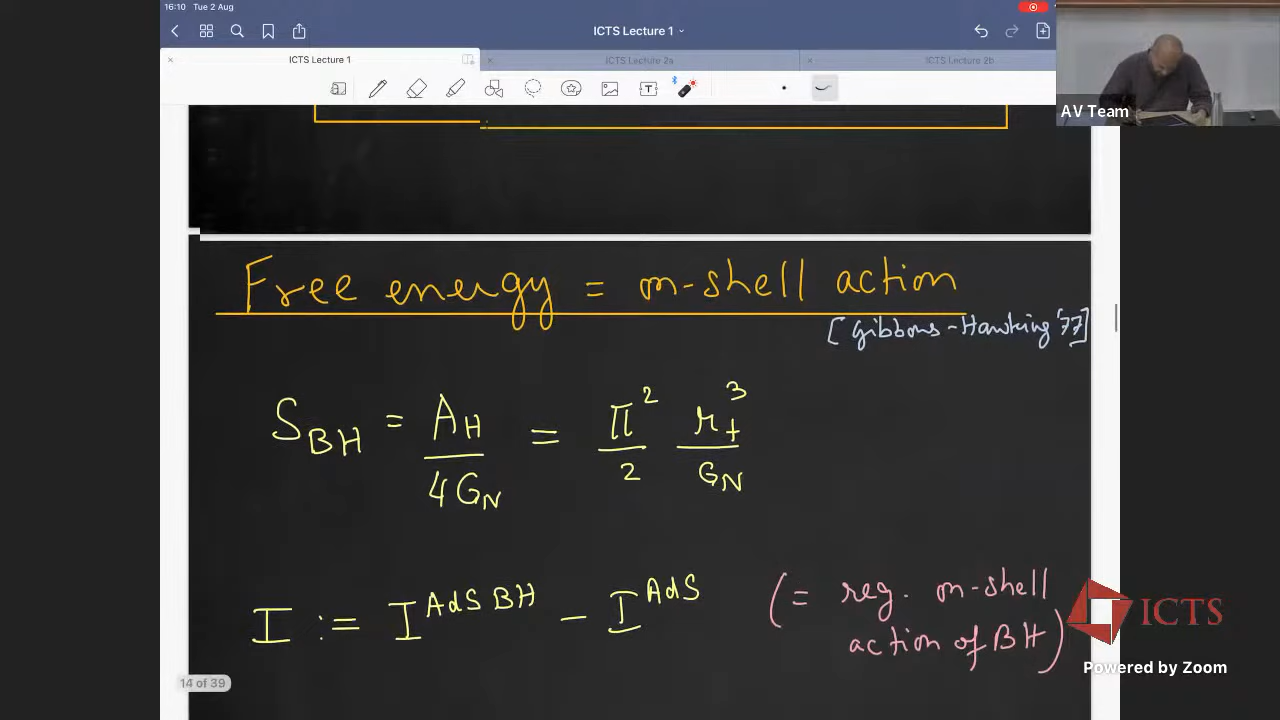 16:10 Tue 2 Aug
ICTS Lecture 1
ICTS Lecture 1
ICTS Lecture 2a
ICTS Lecture 2b
AV Team
Free energy = on-shell action
[Gibbons-Hawking '77]
S_BH = A_H / 4G_N = π² / 2 r₊³ / G_N
I := I^{AdS BH} - I^{AdS} (= reg. on-shell
action of BH)
ICTS
Powered by Zoom
14 of 39